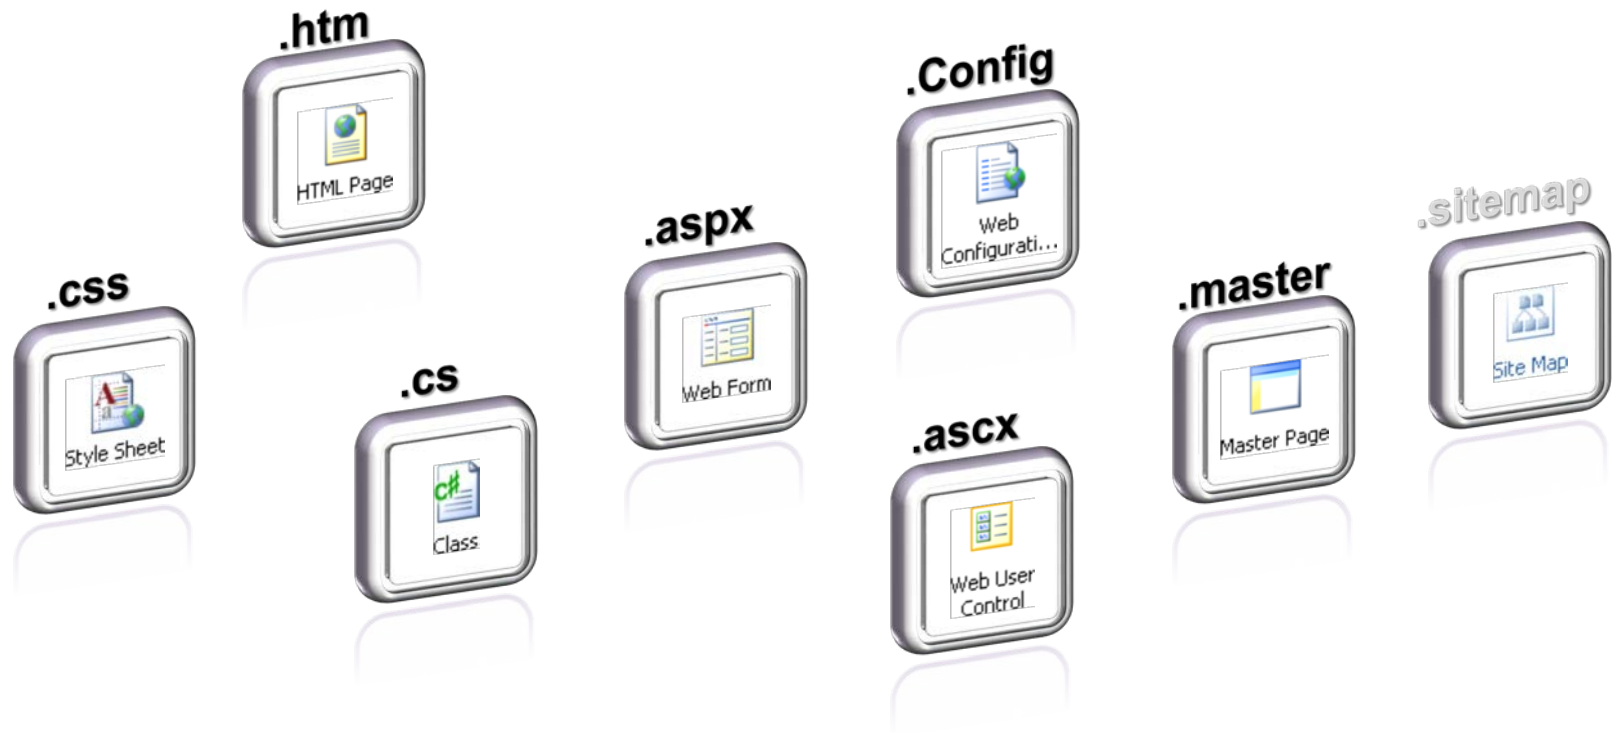 .htm
HTML Page
.Config
Web
Configurati...
.sitemap
Site Map
.aspx
Web Form
.master
Master Page
.css
Style Sheet
.cs
C#
Class
.ascx
Web User
Control